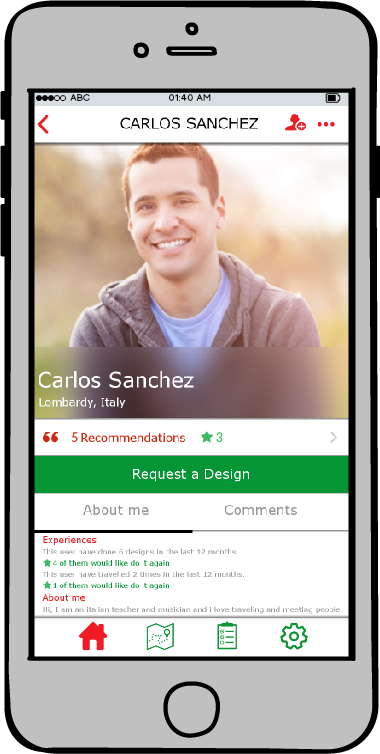 ABC 01:40 AM
CARLOS SANCHEZ
Carlos Sanchez
Lombardy, Italy
5 Recommendations 3
Request a Design
About me Comments
Experiences
This user have done 6 designs in the last 12 months.
4 of them would like do it again
This user have travelled 2 times in the last 12 months.
1 of them would like do it again
About me
Hi, I am an italian teacher and musician and i love traveling and meeting people.